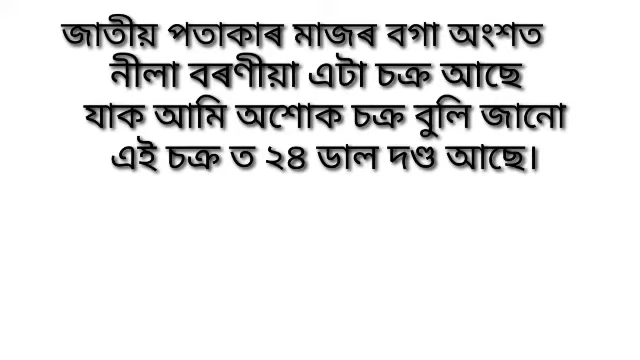 জাতীয় পতাকাৰ মাজৰ বগা অংশত
নীলা বৰণীয়া এটা চক্ৰ আছে
যাক আমি অশোক চক্ৰ বুলি জানো
এই চক্ৰ ত ২৪ ডাল দণ্ড আছে।